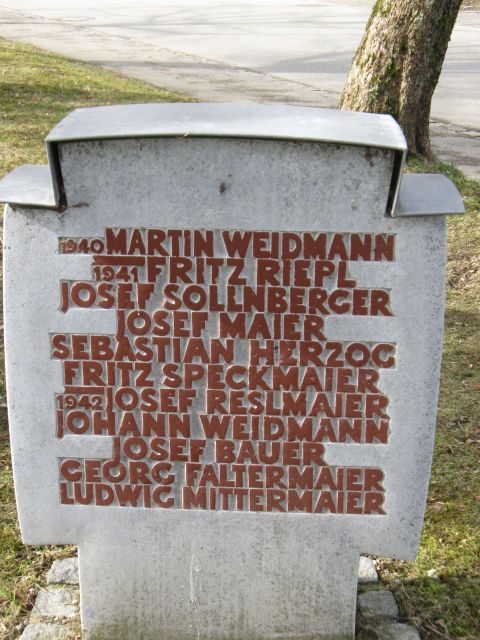 1940 MARTIN WEIDMANN
1941 FRITZ RIEPL
JOSEF SOLLNBERGER
JOSEF MAIER
SEBASTIAN HERZOG
FRITZ SPECKMAIER
1942 JOSEF RESLMAIER
JOHANN WEIDMANN
JOSEF BAUER
GEORG FALTERMAIER
LUDWIG MITTERMAIER